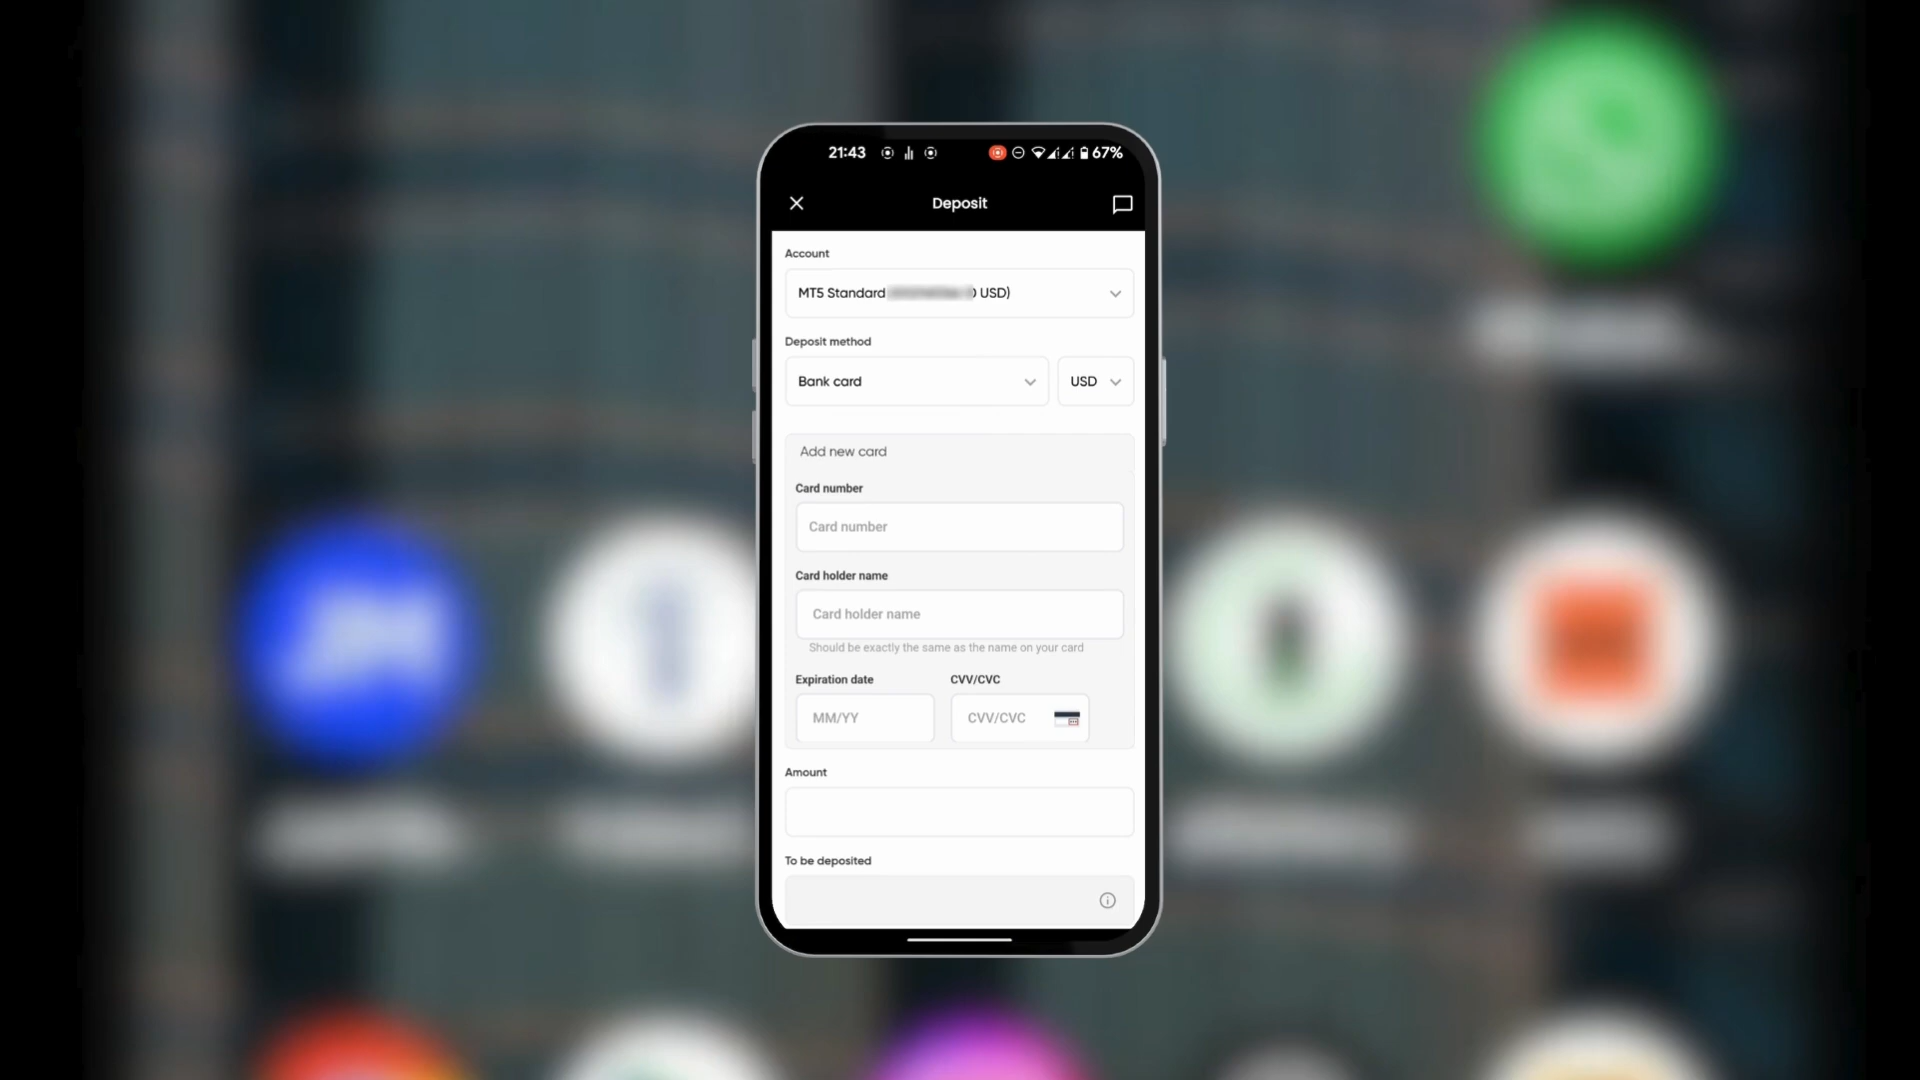 21:43 67%
Deposit
Account
MT5 Standard USD)
Deposit method
Bank card USD
Add new card
Card number
Card number
Card holder name
Card holder name
Should be exactly the same as the name on your card
Expiration date CVV/CVC
MM/YY CVV/CVC
Amount
To be deposited